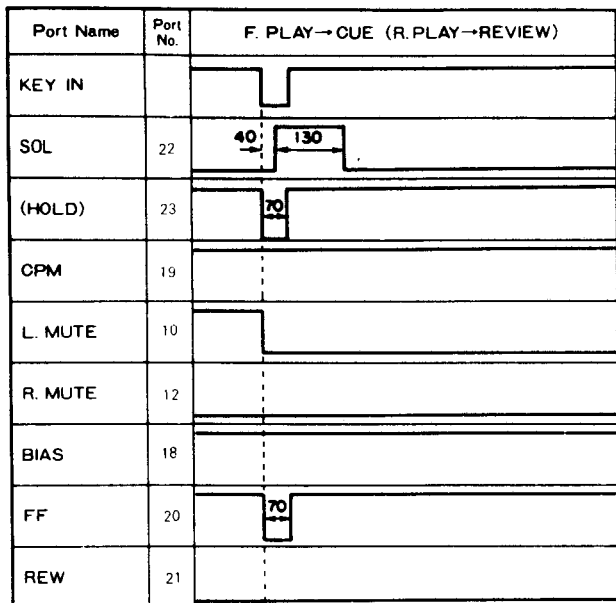 Port Name Port No. F. PLAY→CUE (R. PLAY→REVIEW)
KEY IN
40 130
SOL 22
(HOLD) 23 70
CPM 19
L. MUTE 10
R. MUTE 12
BIAS 18
FF 20 70
REW 21